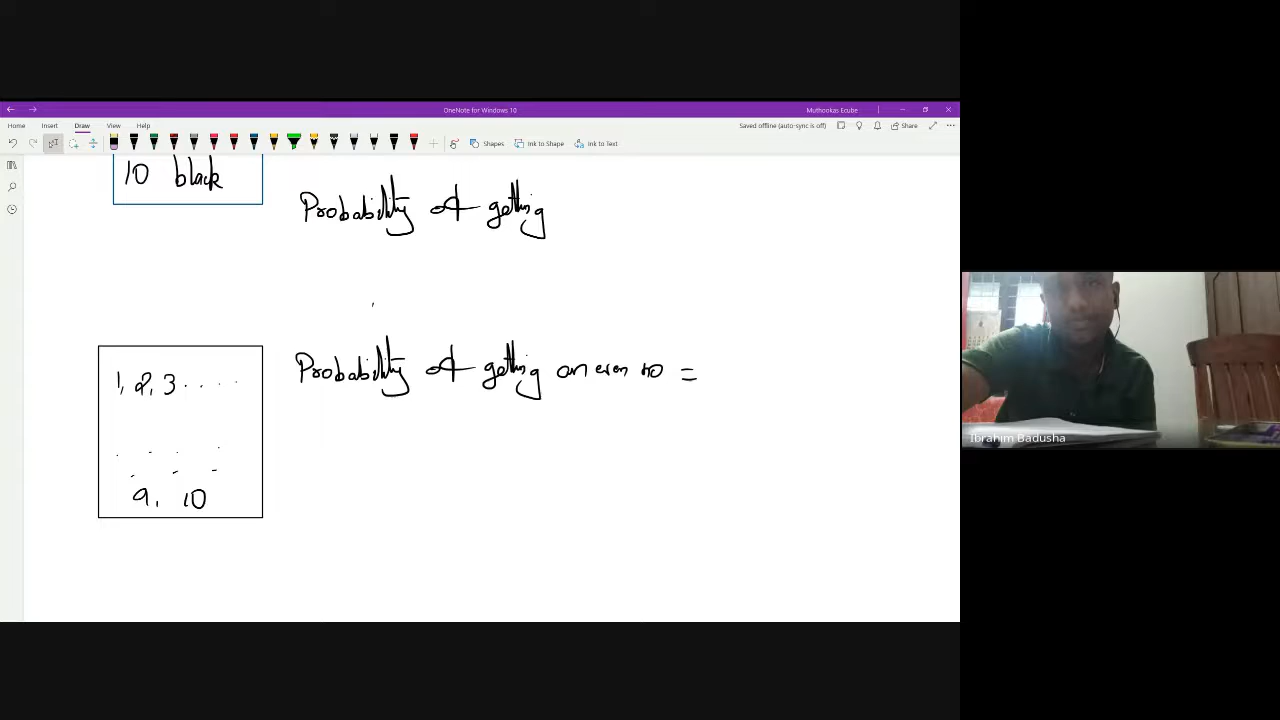 OneNote for Windows 10
Muthookas Ecube
Home Insert Draw View Help
Saved offline (auto-sync is off)
Share
Shapes
Ink to Shape
Ink to Text
10 black
Probability of getting
1, 2, 3 . . . .
Probability of getting an even no =
9, 10
Ibrahim Badusha